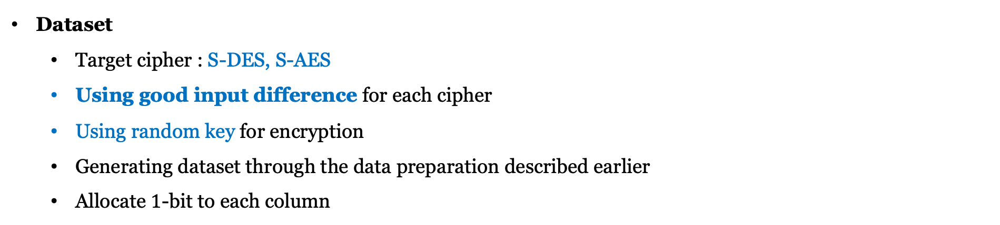 • Dataset
• Target cipher : S-DES, S-AES
• Using good input difference for each cipher
• Using random key for encryption
• Generating dataset through the data preparation described earlier
• Allocate 1-bit to each column